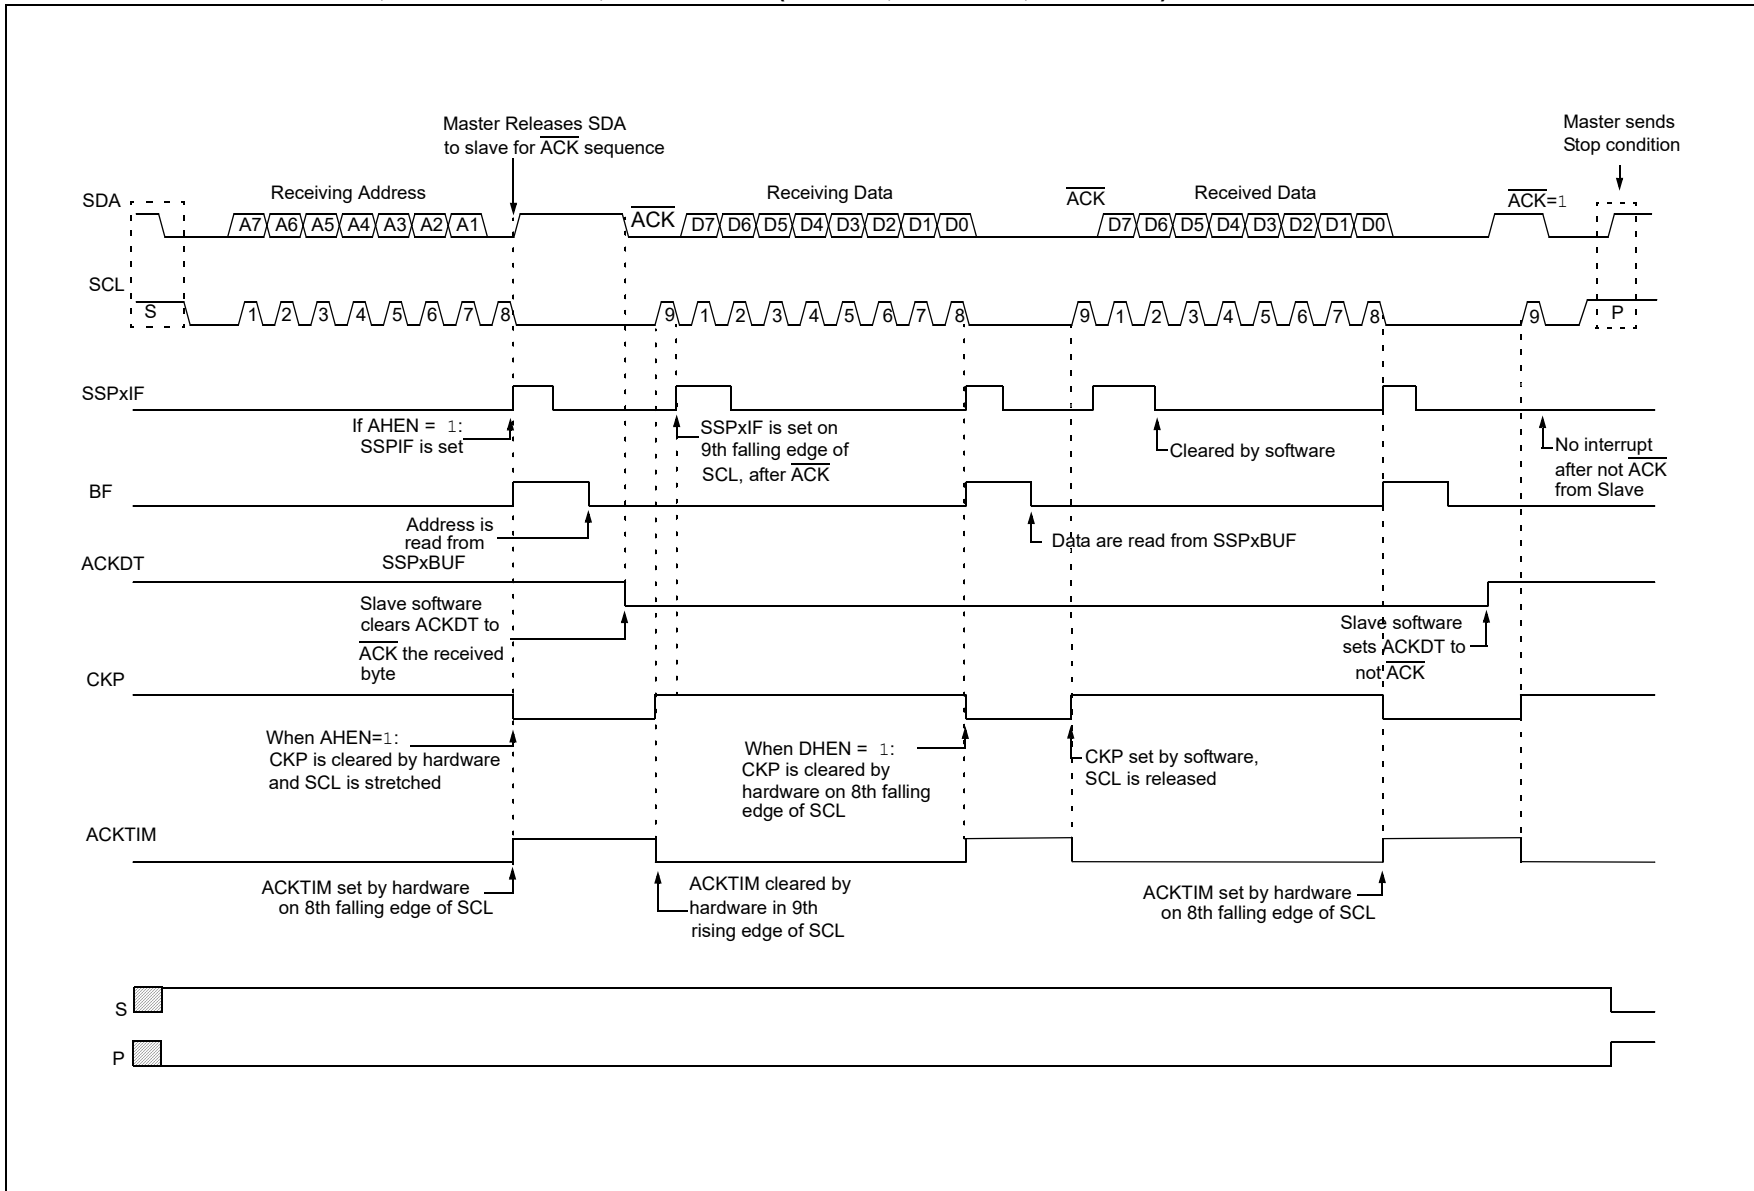 Master Releases SDA
to slave for ACK sequence
Master sends
Stop condition
SDA
Receiving Address
Receiving Data
ACK
Received Data
ACK=1
A7 A6 A5 A4 A3 A2 A1
ACK
D7 D6 D5 D4 D3 D2 D1 D0
D7 D6 D5 D4 D3 D2 D1 D0
SCL
S
1 2 3 4 5 6 7 8
9 1 2 3 4 5 6 7 8
9 1 2 3 4 5 6 7 8
9
P
SSPxIF
If AHEN = 1:
SSPIF is set
SSPxIF is set on
9th falling edge of
SCL, after ACK
Cleared by software
No interrupt
after not ACK
from Slave
BF
Address is
read from
SSPxBUF
Data are read from SSPxBUF
ACKDT
Slave software
clears ACKDT to
ACK the received
byte
Slave software
sets ACKDT to
not ACK
CKP
When AHEN=1:
CKP is cleared by hardware
and SCL is stretched
When DHEN = 1:
CKP is cleared by
hardware on 8th falling
edge of SCL
CKP set by software,
SCL is released
ACKTIM
ACKTIM set by hardware
on 8th falling edge of SCL
ACKTIM cleared by
hardware in 9th
rising edge of SCL
ACKTIM set by hardware
on 8th falling edge of SCL
S
P